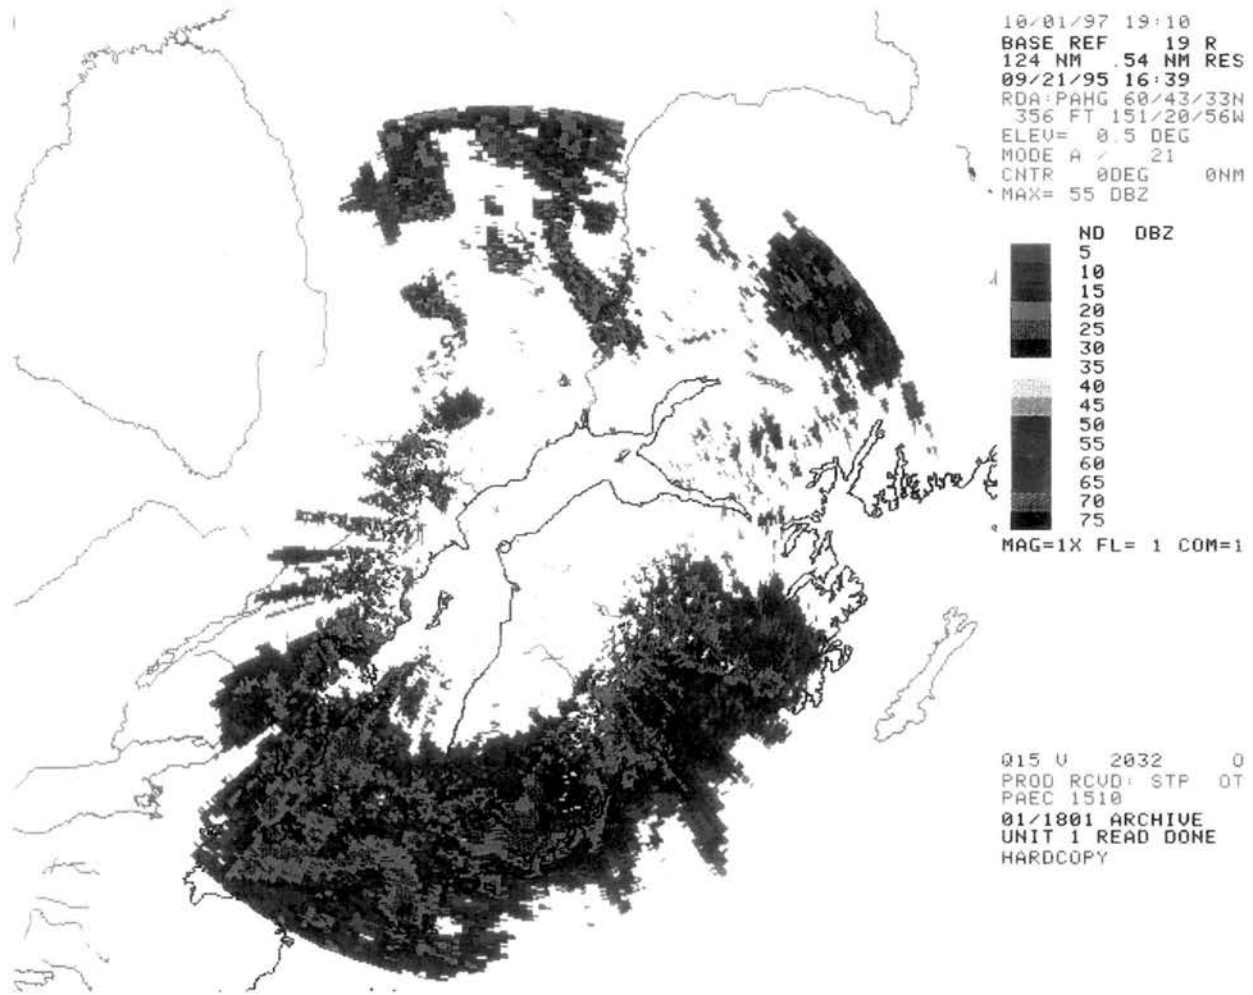 10/01/97 19:10
BASE REF 19 R
124 NM .54 NM RES
09/21/95 16:39
RDA:PAHG 60/43/33N
356 FT 151/20/56W
ELEV= 0.5 DEG
MODE A / 21
CNTR 0DEG 0NM
MAX= 55 DBZ
ND DBZ
5
10
15
20
25
30
35
40
45
50
55
60
65
70
75
MAG=1X FL= 1 COM=1
Q15 U 2032 O
PROD RCVD: STP OT
PAEC 1510
01/1801 ARCHIVE
UNIT 1 READ DONE
HARDCOPY